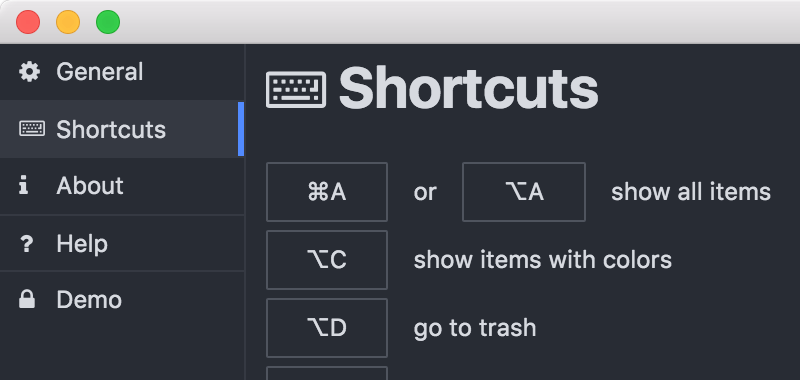 General
Shortcuts
About
Help
Demo
Shortcuts
⌘A or ⌥A show all items
⌥C show items with colors
⌥D go to trash